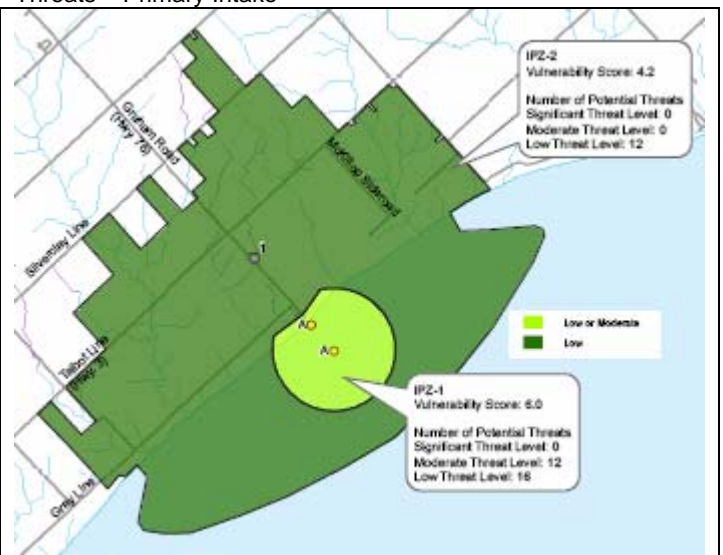 Threats – Primary Intake
IPZ-2
Vulnerability Score: 4.2
Number of Potential Threats
Significant Threat Level: 0
Moderate Threat Level: 0
Low Threat Level: 12
Graham Road
(Hwy. 76)
McKillop Sideroad
Silverclay Line
1
A
A
Low or Moderate
Low
Talbot Line
(Hwy. 3)
IPZ-1
Vulnerability Score: 6.0
Number of Potential Threats
Significant Threat Level: 0
Moderate Threat Level: 12
Low Threat Level: 16
Gray Line